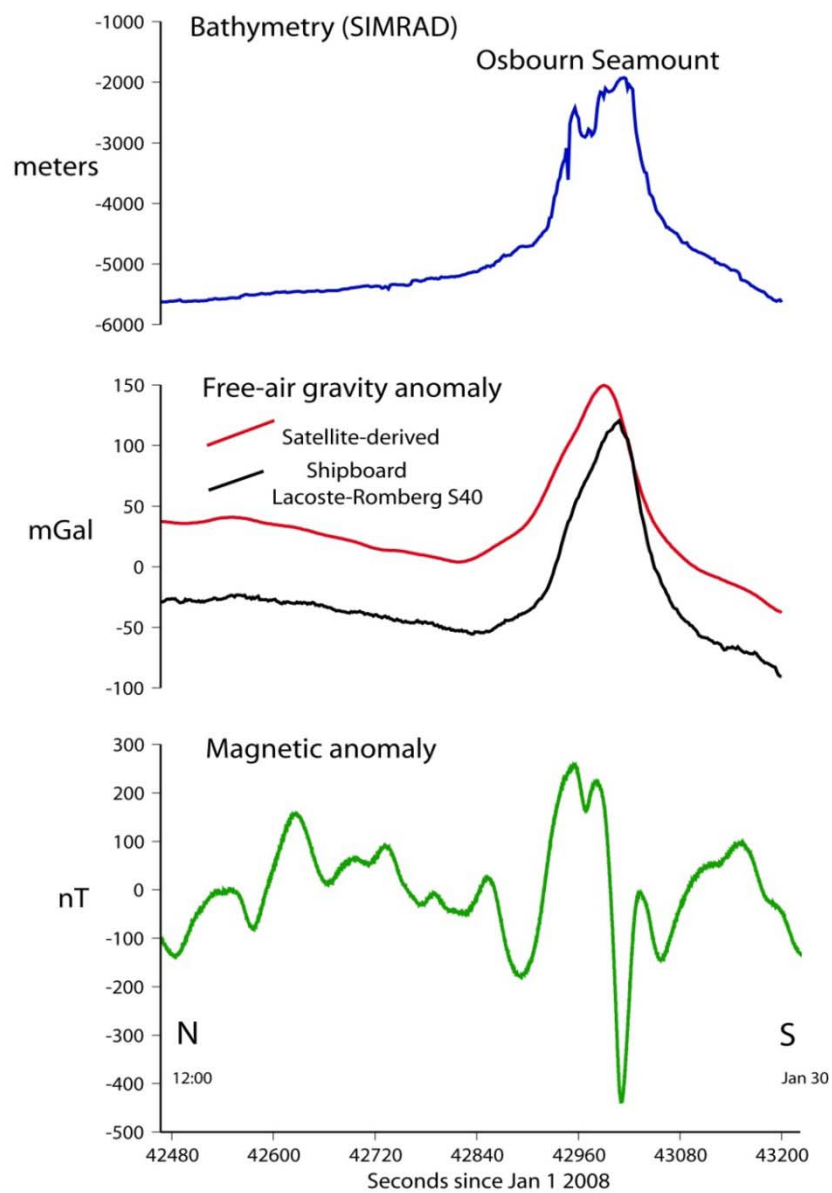 Bathymetry (SIMRAD)
Osbourn Seamount
meters
-1000
-2000
-3000
-4000
-5000
-6000
Free-air gravity anomaly
Satellite-derived
Shipboard
Lacoste-Romberg S40
mGal
150
100
50
0
-50
-100
Magnetic anomaly
nT
300
200
100
0
-100
-200
-300
-400
-500
N
S
12:00
Jan 30
42480 42600 42720 42840 42960 43080 43200
Seconds since Jan 1 2008